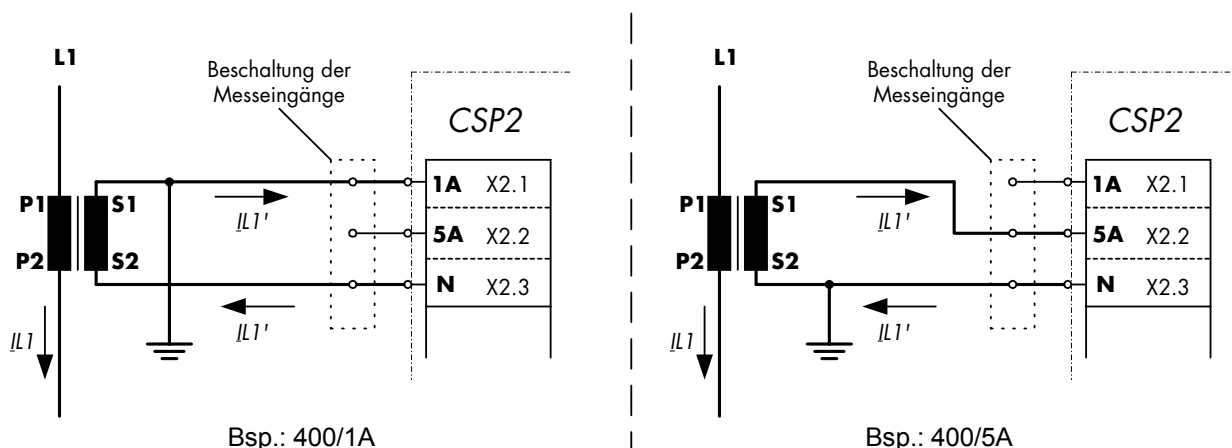 L1
Beschaltung der
Messeingänge
CSP2
P1
S1
1A X2.1
IL1'
5A X2.2
P2
S2
N X2.3
IL1'
IL1
Bsp.: 400/1A
L1
Beschaltung der
Messeingänge
CSP2
P1
S1
1A X2.1
IL1'
5A X2.2
P2
S2
N X2.3
IL1'
IL1
Bsp.: 400/5A